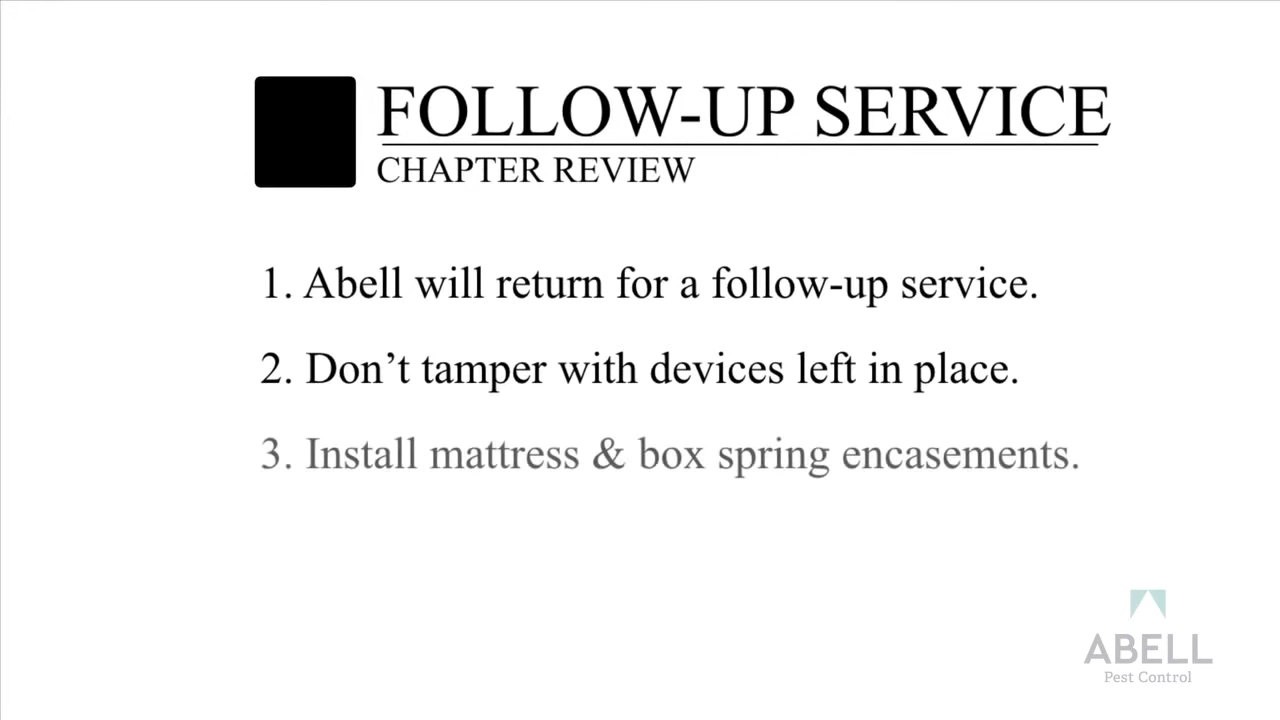 FOLLOW-UP SERVICE
CHAPTER REVIEW
1. Abell will return for a follow-up service.
2. Don’t tamper with devices left in place.
3. Install mattress & box spring encasements.
ABELL
Pest Control